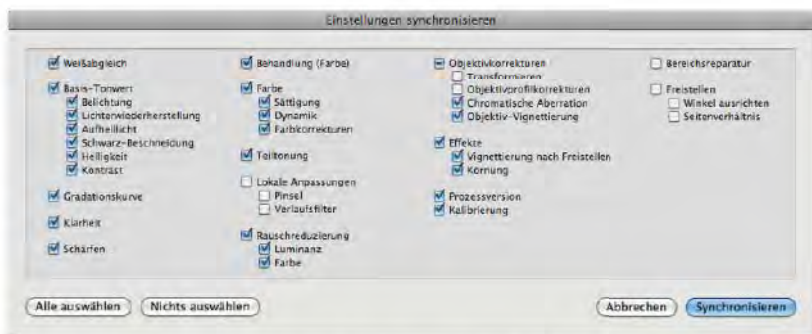 Einstellungen synchronisieren
Weißabgleich
Basis-Tonwert
Belichtung
Lichterwiederherstellung
Aufhelllicht
Schwarz-Beschneidung
Helligkeit
Kontrast
Gradationskurve
Klarheit
Schärfen
Behandlung (Farbe)
Farbe
Sättigung
Dynamik
Farbkorrekturen
Teiltonung
Lokale Anpassungen
Pinsel
Verlaufsfilter
Rauschreduzierung
Luminanz
Farbe
Objektivkorrekturen
Transformieren
Objektivprofilkorrekturen
Chromatische Aberration
Objektiv-Vignettierung
Effekte
Vignettierung nach Freistellen
Körnung
Prozessversion
Kalibrierung
Bereichsreparatur
Freistellen
Winkel ausrichten
Seitenverhältnis
Alle auswählen
Nichts auswählen
Abbrechen
Synchronisieren